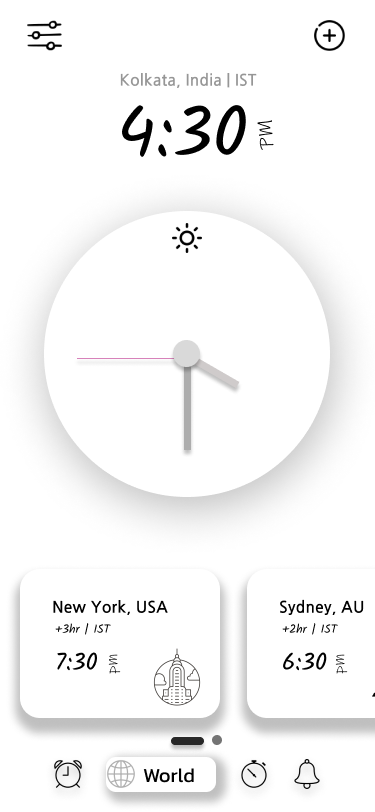 Kolkata, India | IST
4:30 PM
New York, USA
+3hr | IST
7:30 PM
Sydney, AU
+2hr | IST
6:30 PM
World